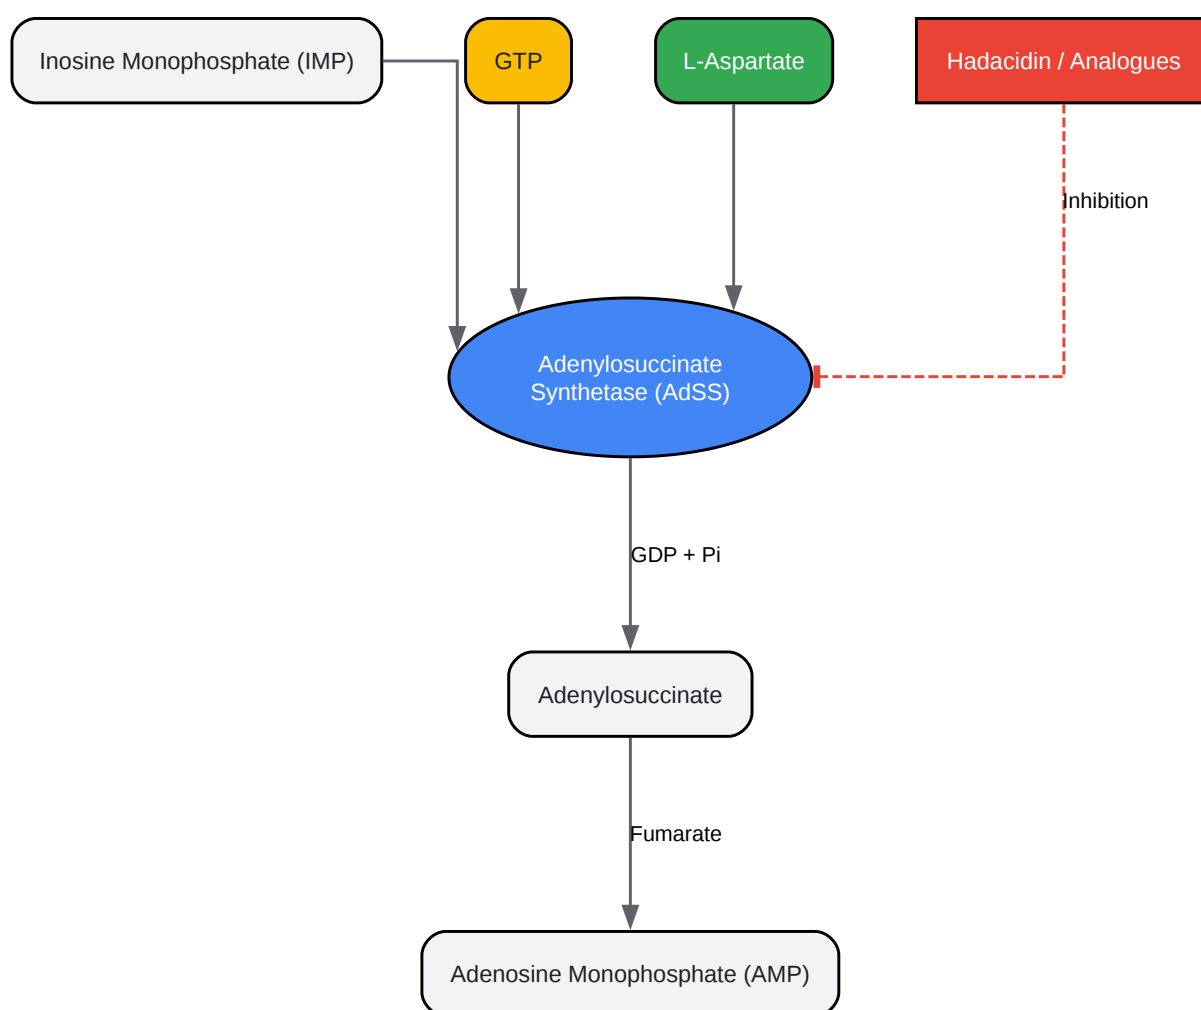 Inosine Monophosphate (IMP)
GTP
L-Aspartate
Hadacidin / Analogues
Inhibition
Adenylosuccinate
Synthetase (AdSS)
GDP + Pi
Adenylosuccinate
Fumarate
Adenosine Monophosphate (AMP)